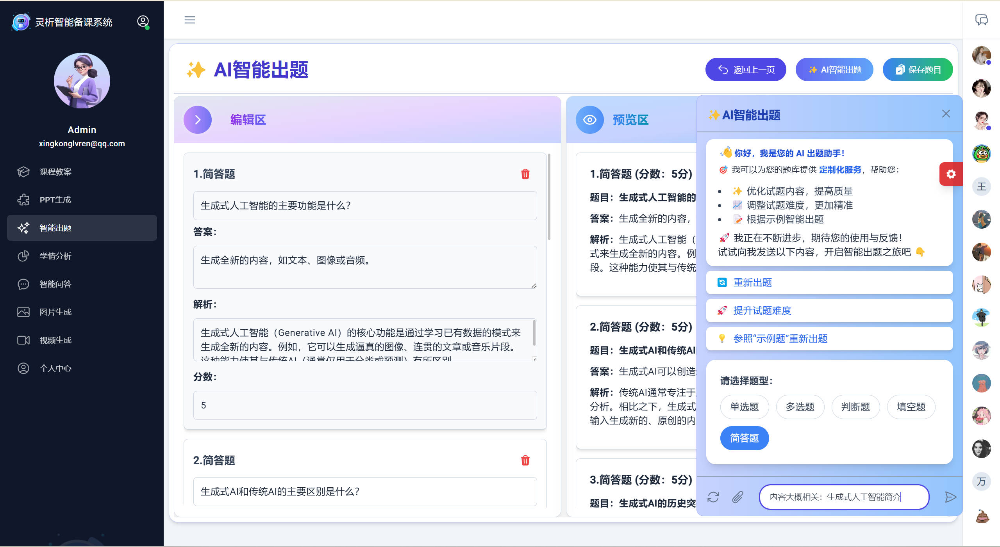 灵析智能备课系统
Admin
xingkonglvren@qq.com
课程教案
PPT生成
智能出题
学情分析
智能问答
图片生成
视频生成
个人中心
✨ AI智能出题
返回上一页
✨ AI智能出题
保存题目
编辑区
1.简答题
生成式人工智能的主要功能是什么？
答案：
生成全新的内容，如文本、图像或音频。
解析：
生成式人工智能（Generative AI）的核心功能是通过学习已有数据的模式来
生成全新的内容。例如，它可以生成逼真的图像、连贯的文章或音乐片段。
这种能力使其与传统AI（通常仅用于分类或预测）有所区别
分数：
5
2.简答题
生成式AI和传统AI的主要区别是什么？
预览区
1.简答题 (分数：5分)
题目：生成式人工智能的
答案：生成全新的内容，
解析：生成式人工智能（
式来生成全新的内容。例
段。这种能力使其与传统
2.简答题 (分数：5分)
题目：生成式AI和传统AI
答案：生成式AI可以创造
解析：传统AI通常专注于
分析。相比之下，生成式
输入生成新的、原创的内
3.简答题 (分数：5分)
题目：生成式AI的历史突
✨AI智能出题
👋 你好，我是您的 AI 出题助手！
🎯 我可以为您的题库提供 定制化服务，帮助您：
• ✨ 优化试题内容，提高质量
• 📈 调整试题难度，更加精准
• 📝 根据示例智能出题
🚀 我正在不断进步，期待您的使用与反馈！
试试向我发送以下内容，开启智能出题之旅吧 👇
🔄 重新出题
🚀 提升试题难度
💡 参照“示例题”重新出题
请选择题型：
单选题
多选题
判断题
填空题
简答题
内容大概相关：生成式人工智能简介
王
万